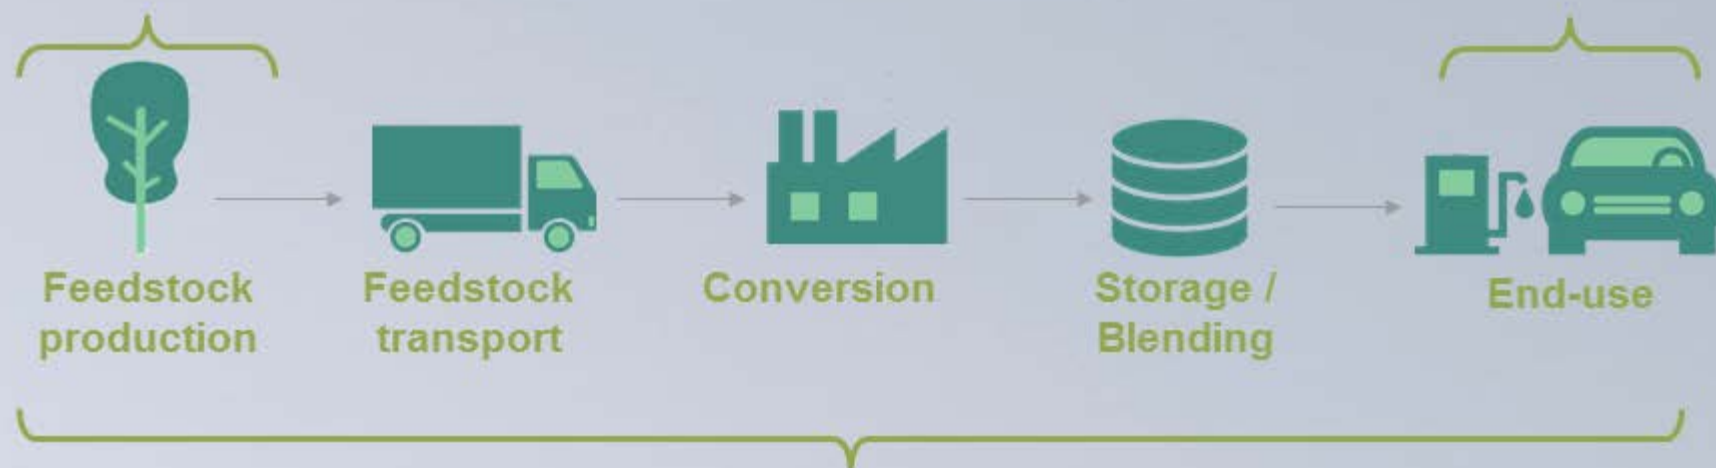 Feedstock
production
Feedstock
transport
Conversion
Storage /
Blending
End-use